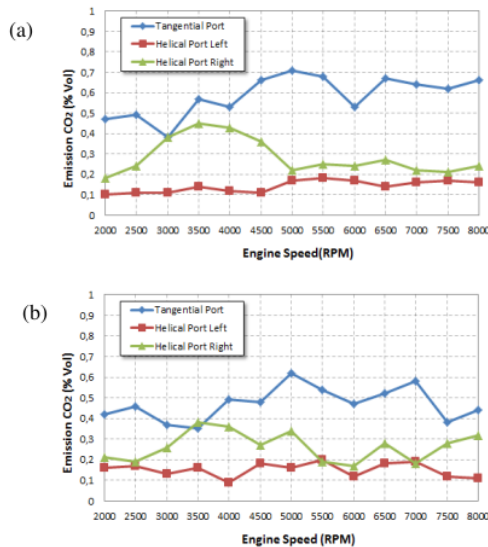 (a)
Emission CO2 (% Vol)
1
0,9
0,8
0,7
0,6
0,5
0,4
0,3
0,2
0,1
0
Tangential Port
Helical Port Left
Helical Port Right
2000 2500 3000 3500 4000 4500 5000 5500 6000 6500 7000 7500 8000
Engine Speed(RPM)
(b)
Emission CO2 (% Vol)
1
0,9
0,8
0,7
0,6
0,5
0,4
0,3
0,2
0,1
0
Tangential Port
Helical Port Left
Helical Port Right
2000 2500 3000 3500 4000 4500 5000 5500 6000 6500 7000 7500 8000
Engine Speed (RPM)